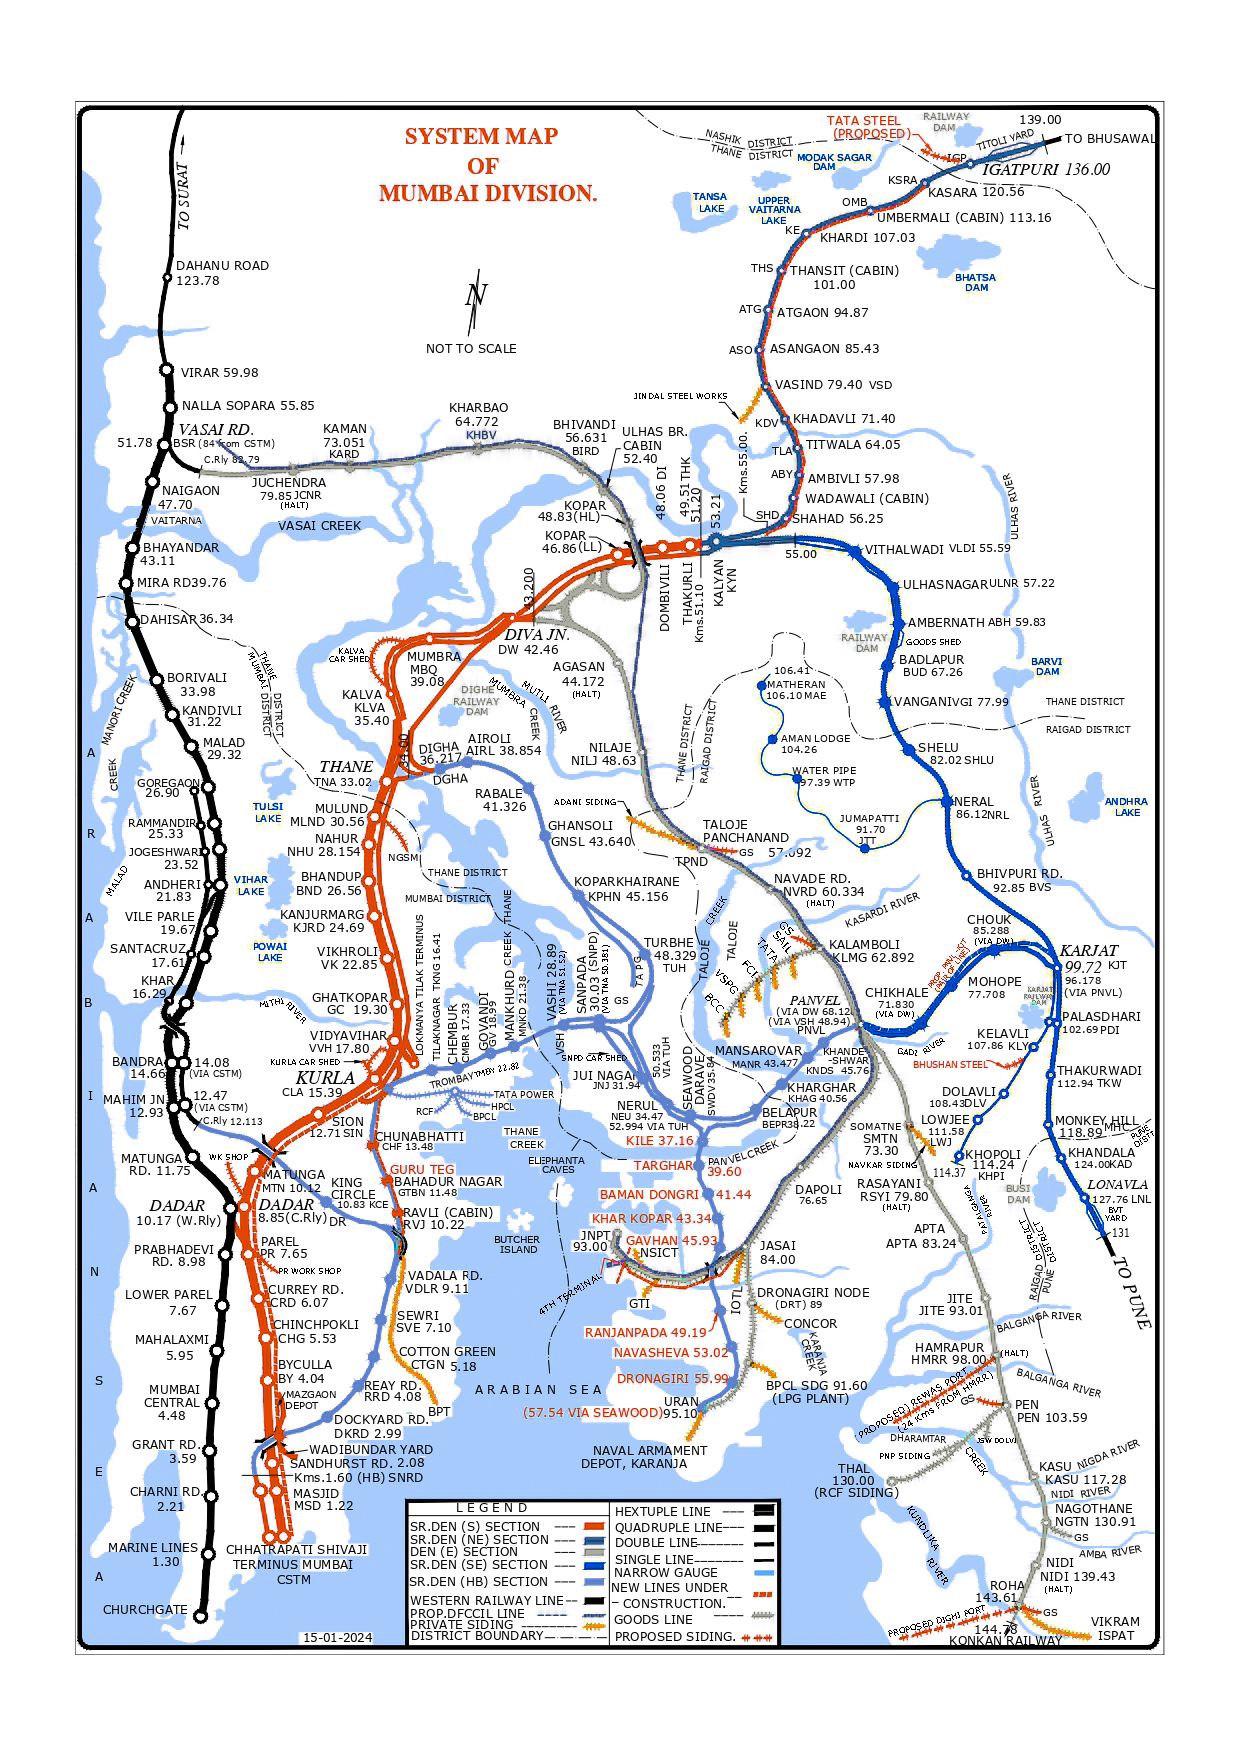 SYSTEM MAP
OF
MUMBAI DIVISION.
N
NOT TO SCALE
TO SURAT
DAHANU ROAD
123.78
VIRAR 59.98
NALLA SOPARA 55.85
VASAI RD.
51.78
BSR (84 from CSTM)
C.Rly 82.79
NAIGAON
47.70
VAITARNA
BHAYANDAR
43.11
MIRA RD39.76
DAHISAR 36.34
BORIVALI
33.98
KANDIVLI
31.22
MALAD
29.32
GOREGAON
26.90
RAMMANDIR
25.33
JOGESHWARI
23.52
ANDHERI
21.83
VILE PARLE
19.67
SANTACRUZ
17.61
KHAR
16.29
BANDRA
14.66
14.08
(VIA CSTM)
MAHIM JN.
12.93
12.47
(VIA CSTM)
C.Rly 12.113
MATUNGA
RD. 11.75
DADAR
10.17 (W.Rly)
PRABHADEVI
RD. 8.98
LOWER PAREL
7.67
MAHALAXMI
5.95
MUMBAI
CENTRAL
4.48
GRANT RD.
3.59
CHARNI RD.
2.21
MARINE LINES
1.30
CHURCHGATE
MANORI CREEK
MALAD
CREEK
ARABIAN SEA
JUCHENDRA
79.85 JCNR
(HALT)
KAMAN
73.051
KARD
KHARBAO
64.772
KHBV
BHIVANDI
56.631
BIRD
ULHAS BR.
CABIN
52.40
VASAI CREEK
KOPAR
48.83(HL)
KOPAR
46.86 (LL)
48.06 DI
DOMBIVILI
49.51 THK
THAKURLI
51.20
Kms.51.10
53.21
KALYAN
KYN
Kms.55.00.
55.00
43.200
DIVA JN.
DW 42.46
MUMBRA
MBQ
39.08
KALVA
CAR SHED
KALVA
KLVA
35.40
THANE
TNA 33.02
34.00
MULUND
MLND 30.56
NAHUR
NHU 28.154
BHANDUP
BND 26.56
KANJURMARG
KJRD 24.69
VIKHROLI
VK 22.85
GHATKOPAR
GC 19.30
VIDYAVIHAR
VVH 17.80
KURLA CAR SHED
KURLA
CLA 15.39
SION
12.71 SIN
MATUNGA
MTN 10.12
DADAR
8.85(C.Rly)
DR
WK SHOP
PAREL
PR 7.65
PR WORK SHOP
CURREY RD.
CRD 6.07
CHINCHPOKLI
CHG 5.53
BYCULLA
BY 4.04
MAZGAON
DEPOT
WADIBUNDAR YARD
SANDHURST RD. 2.08
Kms.1.60 (HB) SNRD
MASJID
MSD 1.22
CHHATRAPATI SHIVAJI
TERMINUS MUMBAI
CSTM
15-01-2024
TULSI
LAKE
VIHAR
LAKE
POWAI
LAKE
MITHI RIVER
THANE
MUMBAI DISTRICT
DISTRICT
NGSM
THANE DISTRICT
MUMBAI DISTRICT
DIGHE
RAILWAY
DAM
MUMBRA
CREEK
MUTLI RIVER
DIGHA
36.217
DGHA
AIROLI
AIRL 38.854
RABALE
41.326
GHANSOLI
GNSL 43.640
KOPARKHAIRANE
KPHN 45.156
TURBHE
48.329
TUH
TAPG
GS
LOKMANYA TILAK TERMINUS
TILAKNAGAR TKNG 16.41
CHEMBUR
CMBR 17.33
GOVANDI
GV 18.99
MANKHURD
MNKD 21.38
THANE CREEK
VASHI 28.89
(VIA TNA 51.52)
VSH
SANPADA
30.03 (SNPD)
(VIA TNA 50.381)
SNPD CAR SHED
JUI NAGAR
JNJ 31.94
50.533
VIA TUH
NERUL
NEU 34.47
52.994 VIA TUH
SEAWOOD
DARAVE
SWDV 35.84
BELAPUR
BEPR38.22
KHARGHAR
KHAG 40.56
MANSAROVAR
MANR 43.477
KHANDE
-SHWAR
KNDS 45.76
TROMBAY TMBY 22.82
TATA POWER
HPCL
BPCL
RCF
THANE
CREEK
ELEPHANTA
CAVES
BUTCHER
ISLAND
CHUNABHATTI
CHF 13.48
GURU TEG
BAHADUR NAGAR
GTBN 11.48
KING
CIRCLE
10.83 KCE
RAVLI (CABIN)
RVJ 10.22
VADALA RD.
VDLR 9.11
SEWRI
SVE 7.10
COTTON GREEN
CTGN 5.18
REAY RD.
RRD 4.08
BPT
DOCKYARD RD.
DKRD 2.99
ARABIAN SEA
KILE 37.16
TARGHAR
39.60
PANVELCREEK
BAMAN DONGRI
41.44
KHAR KOPAR 43.34
GAVHAN 45.93
JNPT
93.00
NSICT
GTI
4TH TERMINAL
IOTL
JASAI
84.00
DRONAGIRI NODE
(DRT) 89
CONCOR
KARANJA
CREEK
RANJANPADA 49.19
NAVASHEVA 53.02
DRONAGIRI 55.99
URAN
95.10
(57.54 VIA SEAWOOD)
BPCL SDG 91.60
(LPG PLANT)
NAVAL ARMAMENT
DEPOT, KARANJA
DAPOLI
76.65
AGASAN
44.172
(HALT)
NILAJE
NILJ 48.63
ADANI SIDING
TALOJE
PANCHANAND
57.092
GS
TPND
THANE DISTRICT
RAIGAD DISTRICT
NAVADE RD.
NVRD 60.334
(HALT)
KASARDI RIVER
TALOJE
CREEK
TALOJE
GS
SAIL
TATA
FCI
VSPG
BCC
KALAMBOLI
KLMG 62.892
PANVEL
(VIA DW 68.12)
(VIA VSH 48.94)
PNVL
CHIKHALE
71.830
(VIA DW)
MOHOPE
77.708
CHOUK
85.288
(VIA DW)
GADI RIVER
KARJAT
99.72 KJT
96.178
(VIA PNVL)
KARJAT
RAILWAY
DAM
PALASDHARI
102.69 PDI
KELAVLI
107.86 KLY
BHUSHAN STEEL
DOLAVLI
108.43DLV
LOWJEE
111.58
LWJ
KHOPOLI
114.24
KHPI
114.37
THAKURWADI
112.94 TKW
MONKEY HILL
118.89 MHC
KHANDALA
124.00KAD
LONAVLA
127.76 LNL
BVT
YARD
131
TO PUNE
BUSI
DAM
RAIGAD DISTRICT
PUNE DISTRICT
SOMATNE
SMTN
73.30
NAVKAR SIDING
RASAYANI
RSYI 79.80
(HALT)
PATALGANGA
RIVER
APTA
APTA 83.24
JITE
JITE 93.01
BALGANGA RIVER
HAMRAPUR
HMRR 98.00
(HALT)
BALGANGA RIVER
PROPOSED REWAS PORT
(24 Kms FROM HMRR)
GS
PEN
PEN 103.59
DHARAMTAR
CREEK
JSW DOLVI
PNP SIDING
THAL
130.00
(RCF SIDING)
KASU
KASU 117.28
NIGDA RIVER
NIDI RIVER
NAGOTHANE
NGTN 130.91
GS
AMBA RIVER
NIDI
NIDI 139.43
(HALT)
KUNDLIKA
RIVER
ROHA
143.61
GS
PROPOSED DIGHI PORT
144.78
KONKAN RAILWAY
VIKRAM
ISPAT
TATA STEEL
(PROPOSED)
RAILWAY
DAM
139.00
TITOLI YARD
TO BHUSAWAL
IGP
IGATPURI 136.00
NASHIK DISTRICT
THANE DISTRICT
MODAK SAGAR
DAM
TANSA
LAKE
UPPER
VAITARNA
LAKE
BHATSA
DAM
KSRA
KASARA 120.56
OMB
UMBERMALI (CABIN) 113.16
KE
KHARDI 107.03
THS
THANSIT (CABIN)
101.00
ATG
ATGAON 94.87
ASO
ASANGAON 85.43
VASIND 79.40 VSD
JINDAL STEEL WORKS
KDV
KHADAVLI 71.40
TLA
TITWALA 64.05
ABY
AMBIVLI 57.98
WADAWALI (CABIN)
SHD
SHAHAD 56.25
ULHAS RIVER
VITHALWADI VLDI 55.59
ULHASNAGAR ULNR 57.22
AMBERNATH ABH 59.83
GOODS SHED
RAILWAY
DAM
BADLAPUR
BUD 67.26
BARVI
DAM
VANGANI VGI 77.99
THANE DISTRICT
RAIGAD DISTRICT
SHELU
82.02 SHLU
NERAL
86.12NRL
ANDHRA
LAKE
ULHAS RIVER
BHIVPURI RD.
92.85 BVS
106.41
MATHERAN
106.10 MAE
AMAN LODGE
104.26
WATER PIPE
97.39 WTP
JUMAPATTI
91.70
JTT
LEGEND
SR.DEN (S) SECTION
SR.DEN (NE) SECTION
DEN (E) SECTION
SR.DEN (SE) SECTION
SR.DEN (HB) SECTION
WESTERN RAILWAY LINE
PROP.DFCCIL LINE
PRIVATE SIDING
DISTRICT BOUNDARY
HEXTUPLE LINE
QUADRUPLE LINE
DOUBLE LINE
SINGLE LINE
NARROW GAUGE
NEW LINES UNDER
CONSTRUCTION.
GOODS LINE
PROPOSED SIDING.